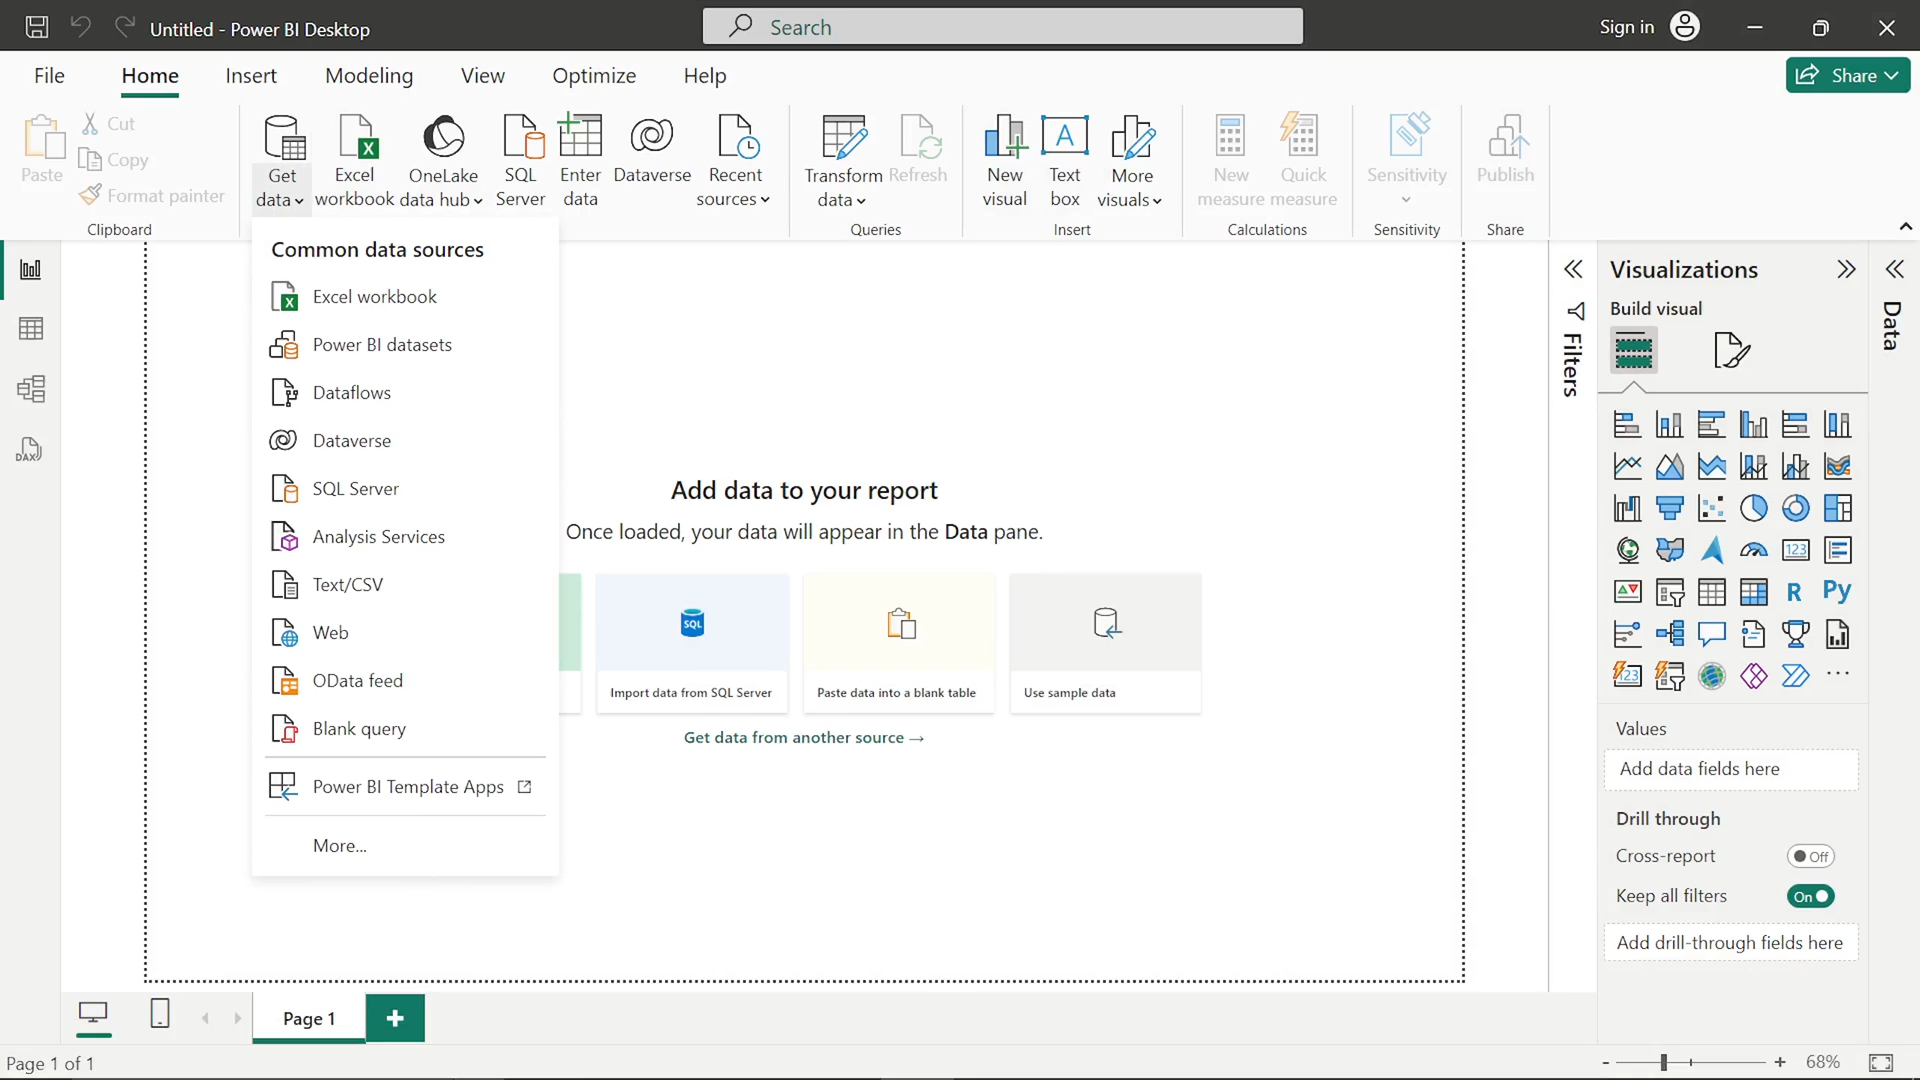 Untitled - Power BI Desktop
Search
Sign in
File
Home
Insert
Modeling
View
Optimize
Help
Share
Paste
Cut
Copy
Format painter
Clipboard
Get data
Excel workbook
OneLake data hub
SQL Server
Enter data
Dataverse
Recent sources
Transform data
Refresh
Queries
New visual
Text box
More visuals
Insert
New measure
Quick measure
Calculations
Sensitivity
Sensitivity
Publish
Share
Common data sources
Excel workbook
Power BI datasets
Dataflows
Dataverse
SQL Server
Analysis Services
Text/CSV
Web
OData feed
Blank query
Power BI Template Apps
More...
Add data to your report
Once loaded, your data will appear in the Data pane.
SQL
Import data from SQL Server
Paste data into a blank table
Use sample data
Get data from another source →
Filters
Visualizations
Build visual
123
R
Py
123
Values
Add data fields here
Drill through
Cross-report
Off
Keep all filters
On
Add drill-through fields here
Data
DAX
Page 1
Page 1 of 1
68%